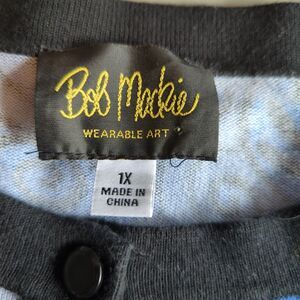 Bob Mackie
WEARABLE ART
1X
MADE IN
CHINA